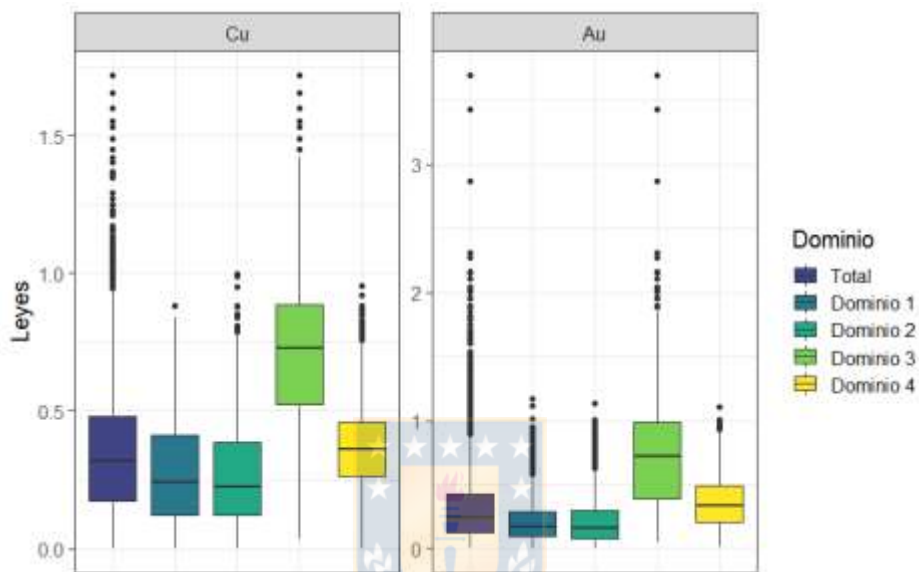 Cu
Au
1.5
1.0
0.5
0.0
Leyes
3
2
1
0
Dominio
Total
Dominio 1
Dominio 2
Dominio 3
Dominio 4